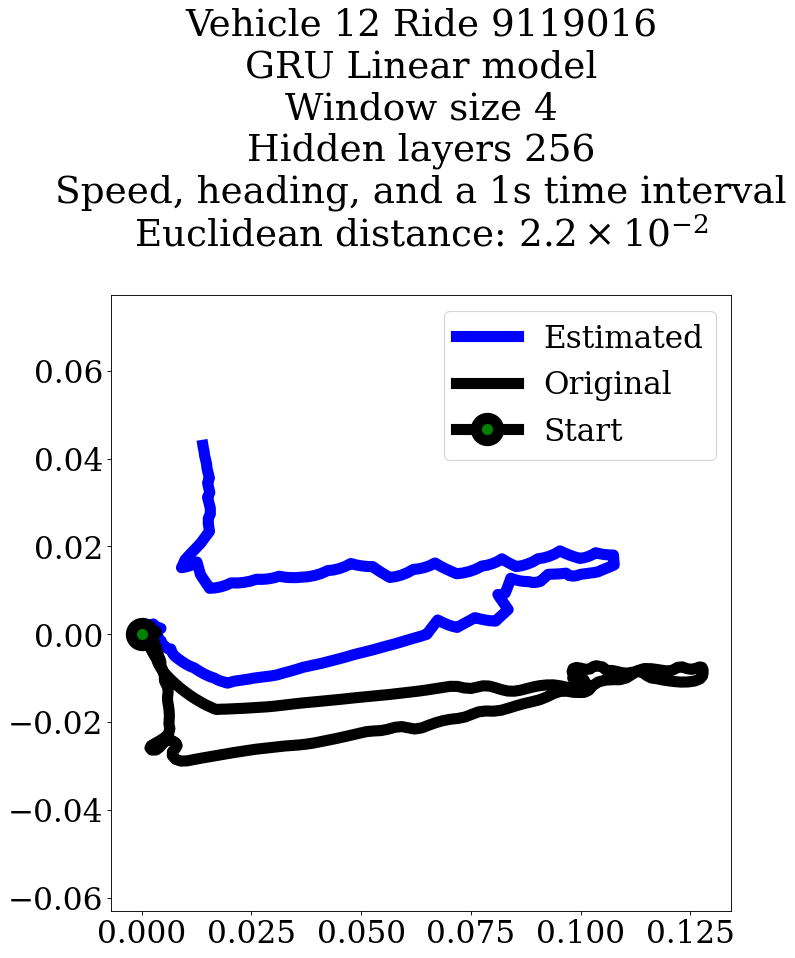 Vehicle 12 Ride 9119016
GRU Linear model
Window size 4
Hidden layers 256
Speed, heading, and a 1s time interval
Euclidean distance: 2.2 × 10⁻²
Estimated
Original
Start
0.06
0.04
0.02
0.00
−0.02
−0.04
−0.06
0.000 0.025 0.050 0.075 0.100 0.125